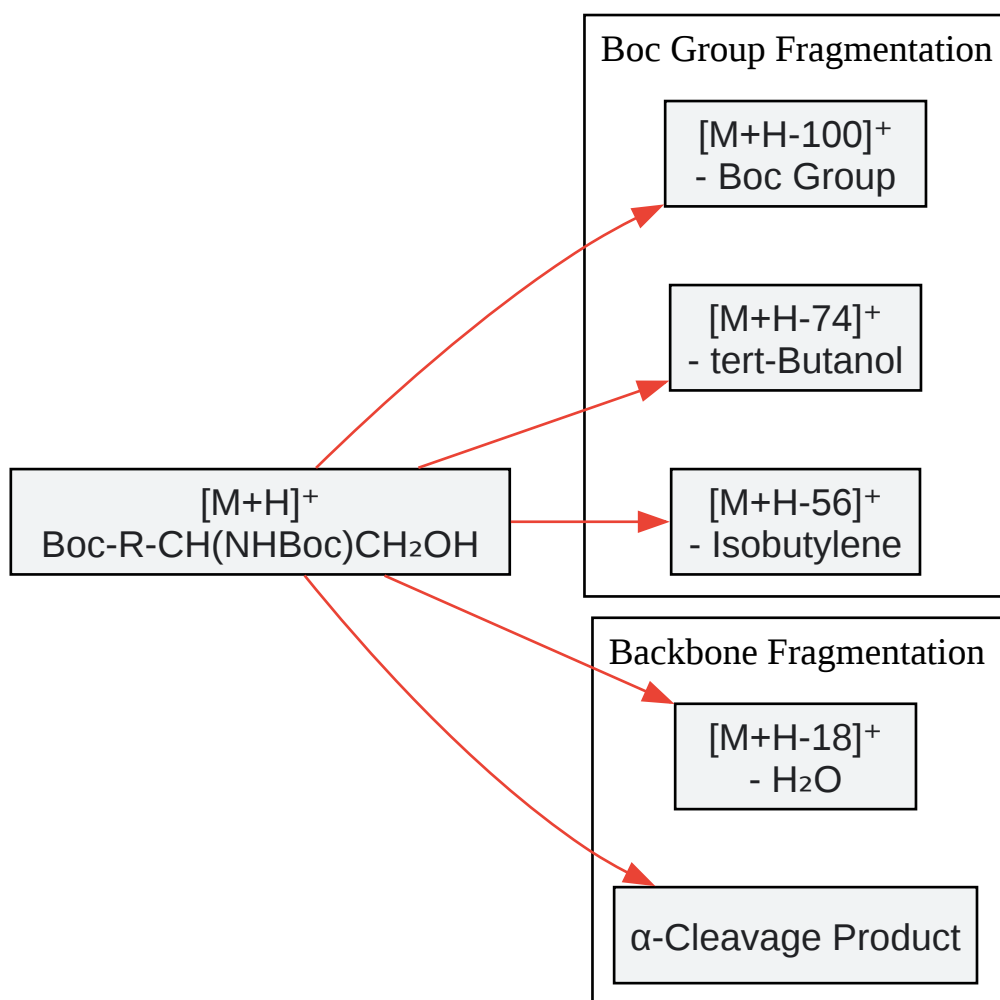 Boc Group Fragmentation
[M+H-100]⁺
- Boc Group
[M+H-74]⁺
- tert-Butanol
[M+H]⁺
Boc-R-CH(NHBoc)CH₂OH
[M+H-56]⁺
- Isobutylene
Backbone Fragmentation
[M+H-18]⁺
- H₂O
α-Cleavage Product